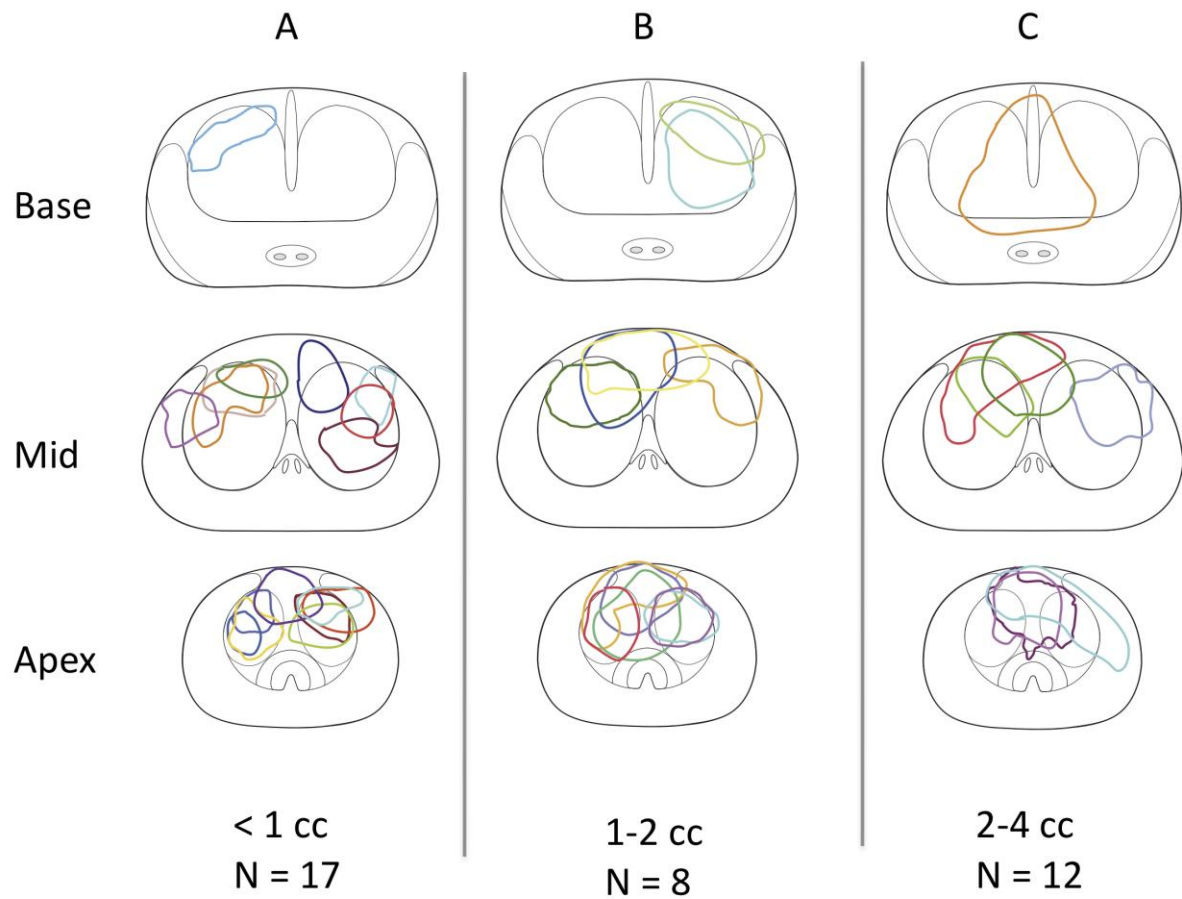 A
B
C
Base
Mid
Apex
< 1 cc
N = 17
1-2 cc
N = 8
2-4 cc
N = 12